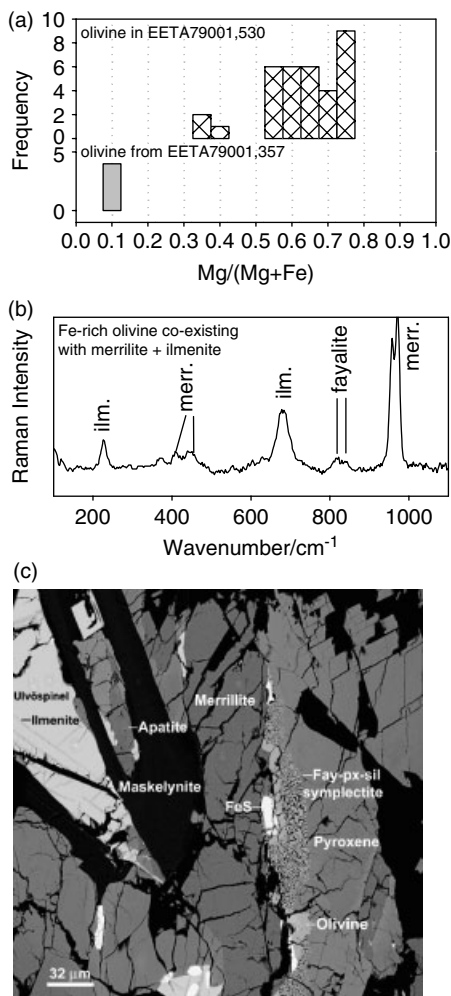 (a)
olivine in EETA79001,530
10
8
6
4
2
0
Frequency
olivine from EETA79001,357
5
0
0.0 0.1 0.2 0.3 0.4 0.5 0.6 0.7 0.8 0.9 1.0
Mg/(Mg+Fe)
(b)
Fe-rich olivine co-existing
with merrilite + ilmenite
ilm.
merr.
ilm.
fayalite
merr.
Raman Intensity
200 400 600 800 1000
Wavenumber/cm-1
(c)
Ulvöspinel
Ilmenite
Merrillite
Apatite
Fay-px-sil
symplectite
Maskelynite
FeS
Pyroxene
Olivine
32 µm